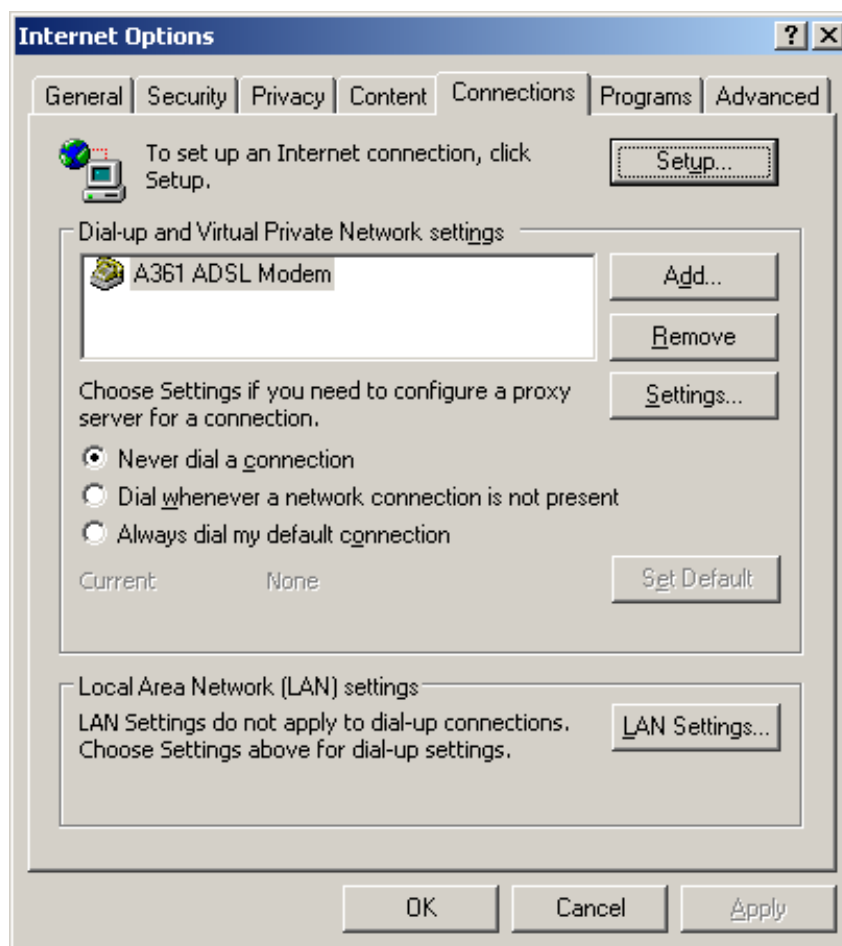 Internet Options
General Security Privacy Content Connections Programs Advanced
To set up an Internet connection, click
Setup.
Setup...
Dial-up and Virtual Private Network settings
A361 ADSL Modem
Add...
Remove
Choose Settings if you need to configure a proxy
server for a connection.
Settings...
Never dial a connection
Dial whenever a network connection is not present
Always dial my default connection
Current None
Set Default
Local Area Network (LAN) settings
LAN Settings do not apply to dial-up connections.
Choose Settings above for dial-up settings.
LAN Settings...
OK Cancel Apply